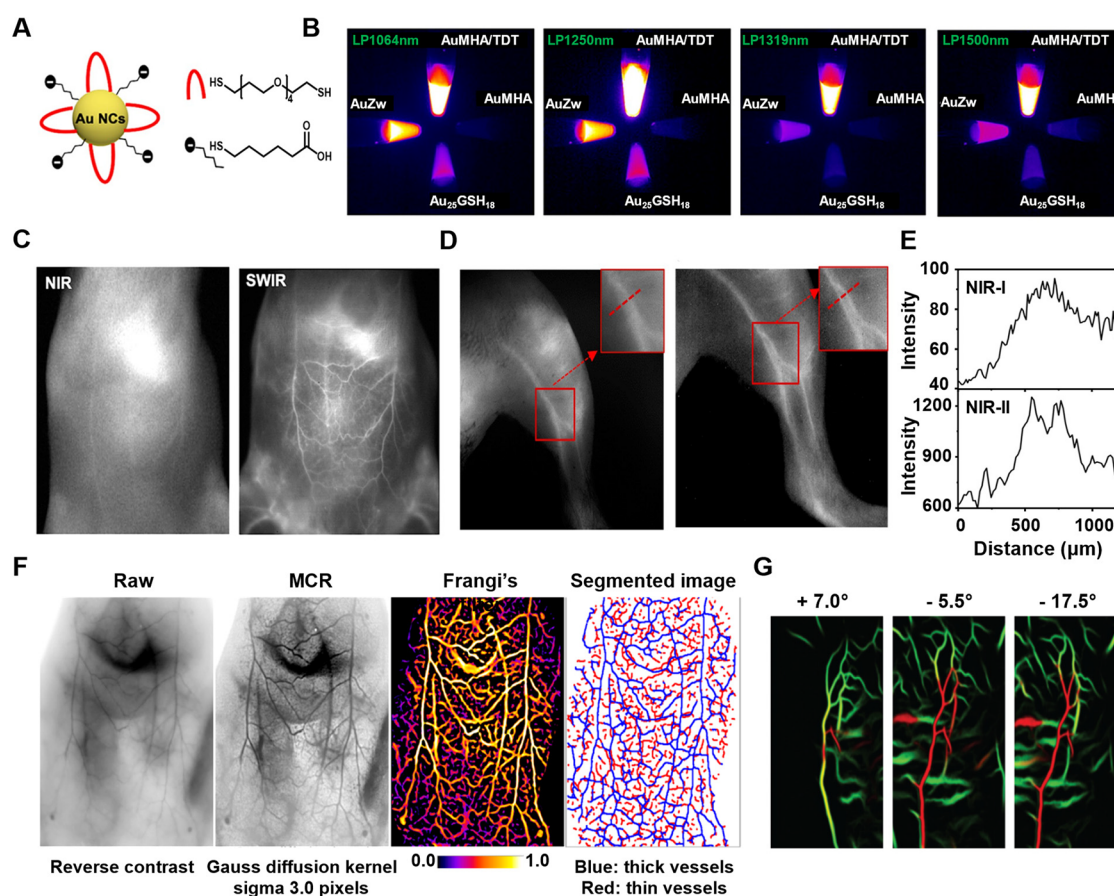 A
Au NCs
HS
O
4
SH
HS
O
OH
B
LP1064nm AuMHA/TDT
AuZw
AuMHA
Au25GSH18
LP1250nm AuMHA/TDT
AuZw
AuMHA
Au25GSH18
LP1319nm AuMHA/TDT
AuZw
AuMHA
Au25GSH18
LP1500nm AuMHA/TDT
AuZw
AuMHA
Au25GSH18
C
NIR
SWIR
D
E
100
80
60
40
NIR-I
Intensity
1200
900
600
NIR-II
Intensity
0 500 1000
Distance (μm)
F
Raw
MCR
Frangi's
Segmented image
Reverse contrast
Gauss diffusion kernel
sigma 3.0 pixels
0.0 1.0
Blue: thick vessels
Red: thin vessels
G
+ 7.0°
- 5.5°
- 17.5°